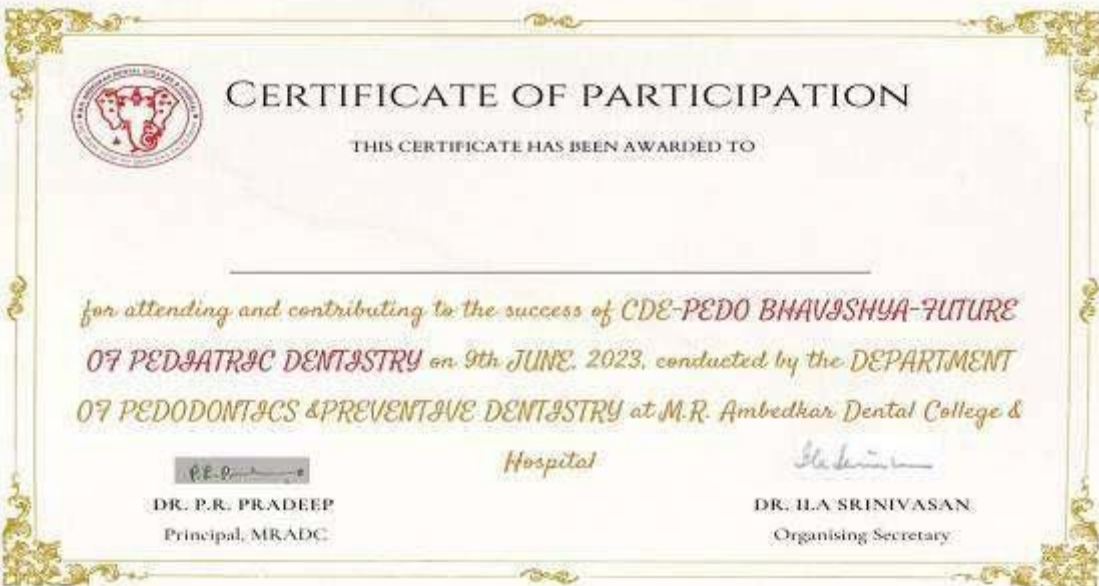 CERTIFICATE OF PARTICIPATION
THIS CERTIFICATE HAS BEEN AWARDED TO
for attending and contributing to the success of CDE-PEDO BHAVISHYA-FUTURE
OF PEDIATRIC DENTISTRY on 9th JUNE. 2023, conducted by the DEPARTMENT
OF PEDODONTICS &PREVENTIVE DENTISTRY at M.R. Ambedkar Dental College &
Hospital
DR. P.R. PRADEEP
Principal, MRADC
DR. ILA SRINIVASAN
Organising Secretary